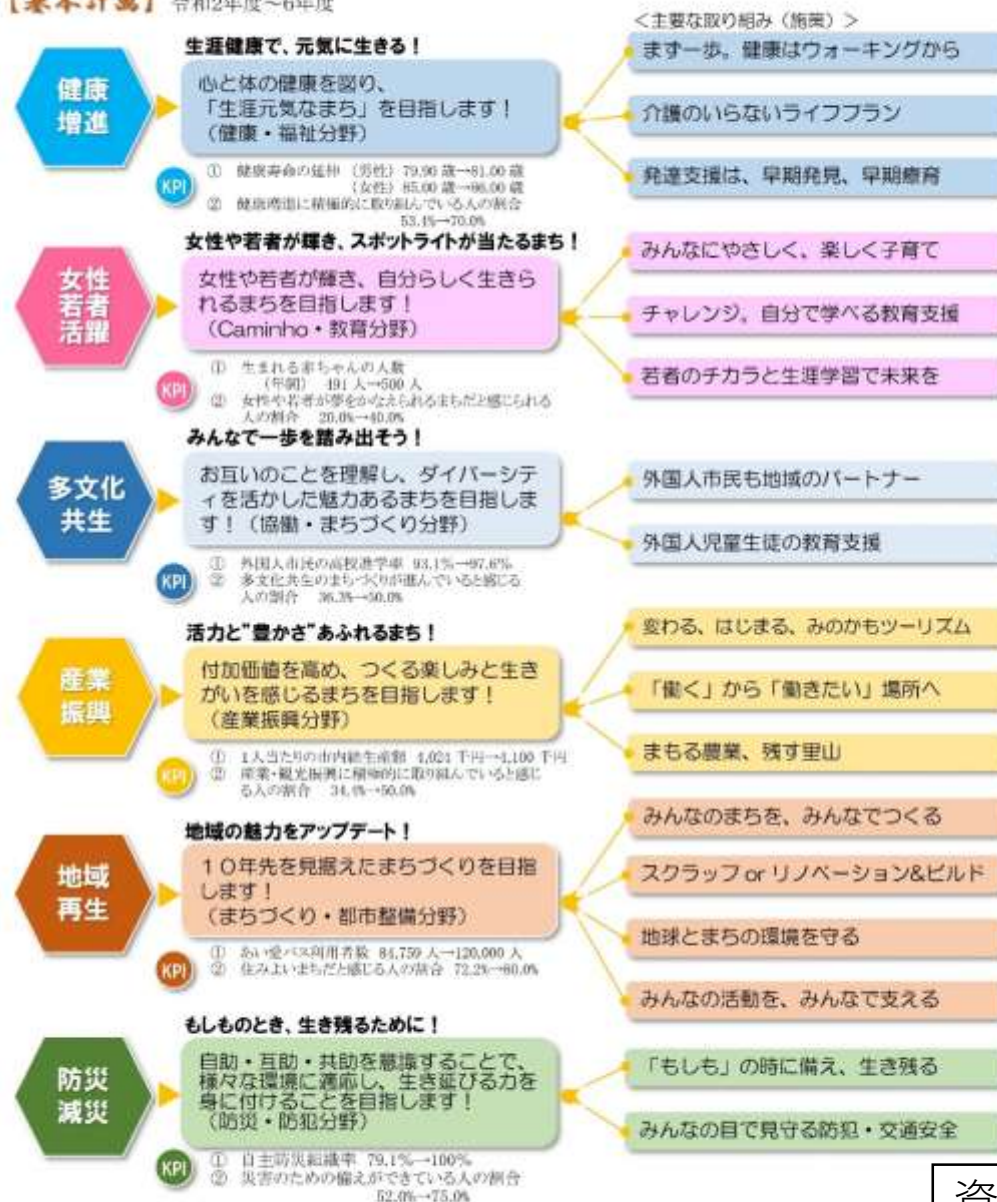 【基本計画】 令和2年度～6年度
＜主要な取り組み（施策）＞
健康
増進
生涯健康で、元気に生きる！
心と体の健康を図り、
「生涯元気なまち」を目指します！
（健康・福祉分野）
KPI
① 健康寿命の延伸 （男性） 79.90 歳→81.00 歳
（女性） 85.00 歳→86.00 歳
② 健康増進に積極的に取り組んでいる人の割合
53.4%→70.0%
まず一歩。健康はウォーキングから
介護のいらないライフプラン
発達支援は、早期発見、早期療育
女性
若者
活躍
女性や若者が輝き、スポットライトが当たるまち！
女性や若者が輝き、自分らしく生きら
れるまちを目指します！
（Caminho・教育分野）
KPI
① 生まれる赤ちゃんの人数
（年間） 491 人→500 人
② 女性や若者が夢をかなえられるまちだと感じられる
人の割合 20.0%→40.0%
みんなにやさしく、楽しく子育て
チャレンジ。自分で学べる教育支援
若者のチカラと生涯学習で未来を
多文化
共生
みんなで一歩を踏み出そう！
お互いのことを理解し、ダイバーシテ
ィを活かした魅力あるまちを目指しま
す！（協働・まちづくり分野）
KPI
① 外国人市民の高校進学率 93.1%→97.6%
② 多文化共生のまちづくりが進んでいると感じる
人の割合 36.3%→50.0%
外国人市民も地域のパートナー
外国人児童生徒の教育支援
産業
振興
活力と"豊かさ"あふれるまち！
付加価値を高め、つくる楽しみと生き
がいを感じるまちを目指します！
（産業振興分野）
KPI
① 1人当たりの市内総生産額 4,024 千円→4,100 千円
② 産業・観光振興に積極的に取り組んでいると感じ
る人の割合 34.4%→50.0%
変わる、はじまる、みのかもツーリズム
「働く」から「働きたい」場所へ
まもる農業、残す里山
地域
再生
地域の魅力をアップデート！
１０年先を見据えたまちづくりを目指
します！
（まちづくり・都市整備分野）
KPI
① あい愛バス利用者数 84,759 人→120,000 人
② 住みよいまちだと感じる人の割合 72.2%→80.0%
みんなのまちを、みんなでつくる
スクラップ or リノベーション&ビルド
地球とまちの環境を守る
みんなの活動を、みんなで支える
防災
減災
もしものとき、生き残るために！
自助・互助・共助を意識することで、
様々な環境に適応し、生き延びる力を
身に付けることを目指します！
（防災・防犯分野）
KPI
① 自主防災組織率 79.1%→100%
② 災害のための備えができている人の割合
52.0%→75.0%
「もしも」の時に備え、生き残る
みんなの目で見守る防犯・交通安全